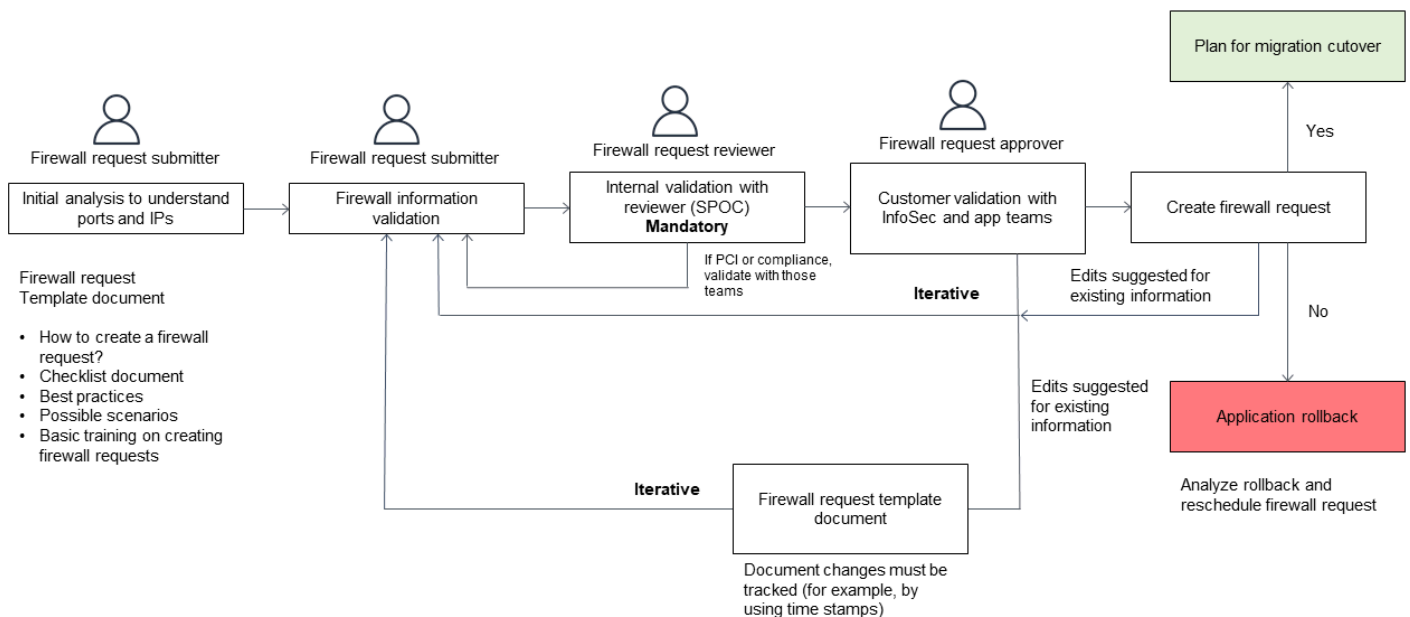 Plan for migration cutover
Yes
Firewall request submitter
Firewall request submitter
Firewall request reviewer
Firewall request approver
Initial analysis to understand
ports and IPs
Firewall information
validation
Internal validation with
reviewer (SPOC)
Mandatory
Customer validation with
InfoSec and app teams
Create firewall request
If PCI or compliance,
validate with those
teams
Iterative
Edits suggested for
existing information
No
Firewall request
Template document
• How to create a firewall
request?
• Checklist document
• Best practices
• Possible scenarios
• Basic training on creating
firewall requests
Edits suggested
for existing
information
Application rollback
Analyze rollback and
reschedule firewall request
Iterative
Firewall request template
document
Document changes must be
tracked (for example, by
using time stamps)